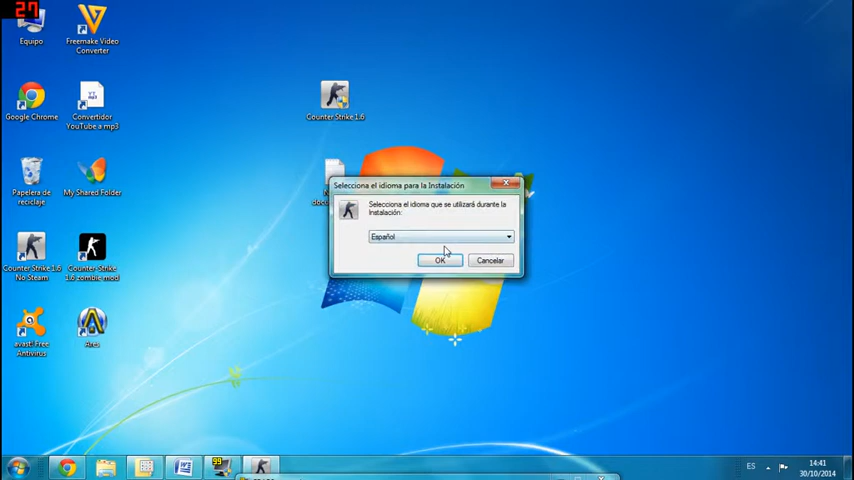 27
Equipo
Freemake Video
Converter
Google Chrome
YT
mp3
Convertidor
YouTube a mp3
Counter Strike 1.6
Papelera de
reciclaje
My Shared Folder
Selecciona el idioma para la Instalación
Selecciona el idioma que se utilizará durante la
Instalación:
Español
OK
Cancelar
Counter Strike 1.6
No Steam
Counter-Strike
1.6 zombie mod
avast! Free
Antivirus
Ares
99
ES
14:41
30/10/2014